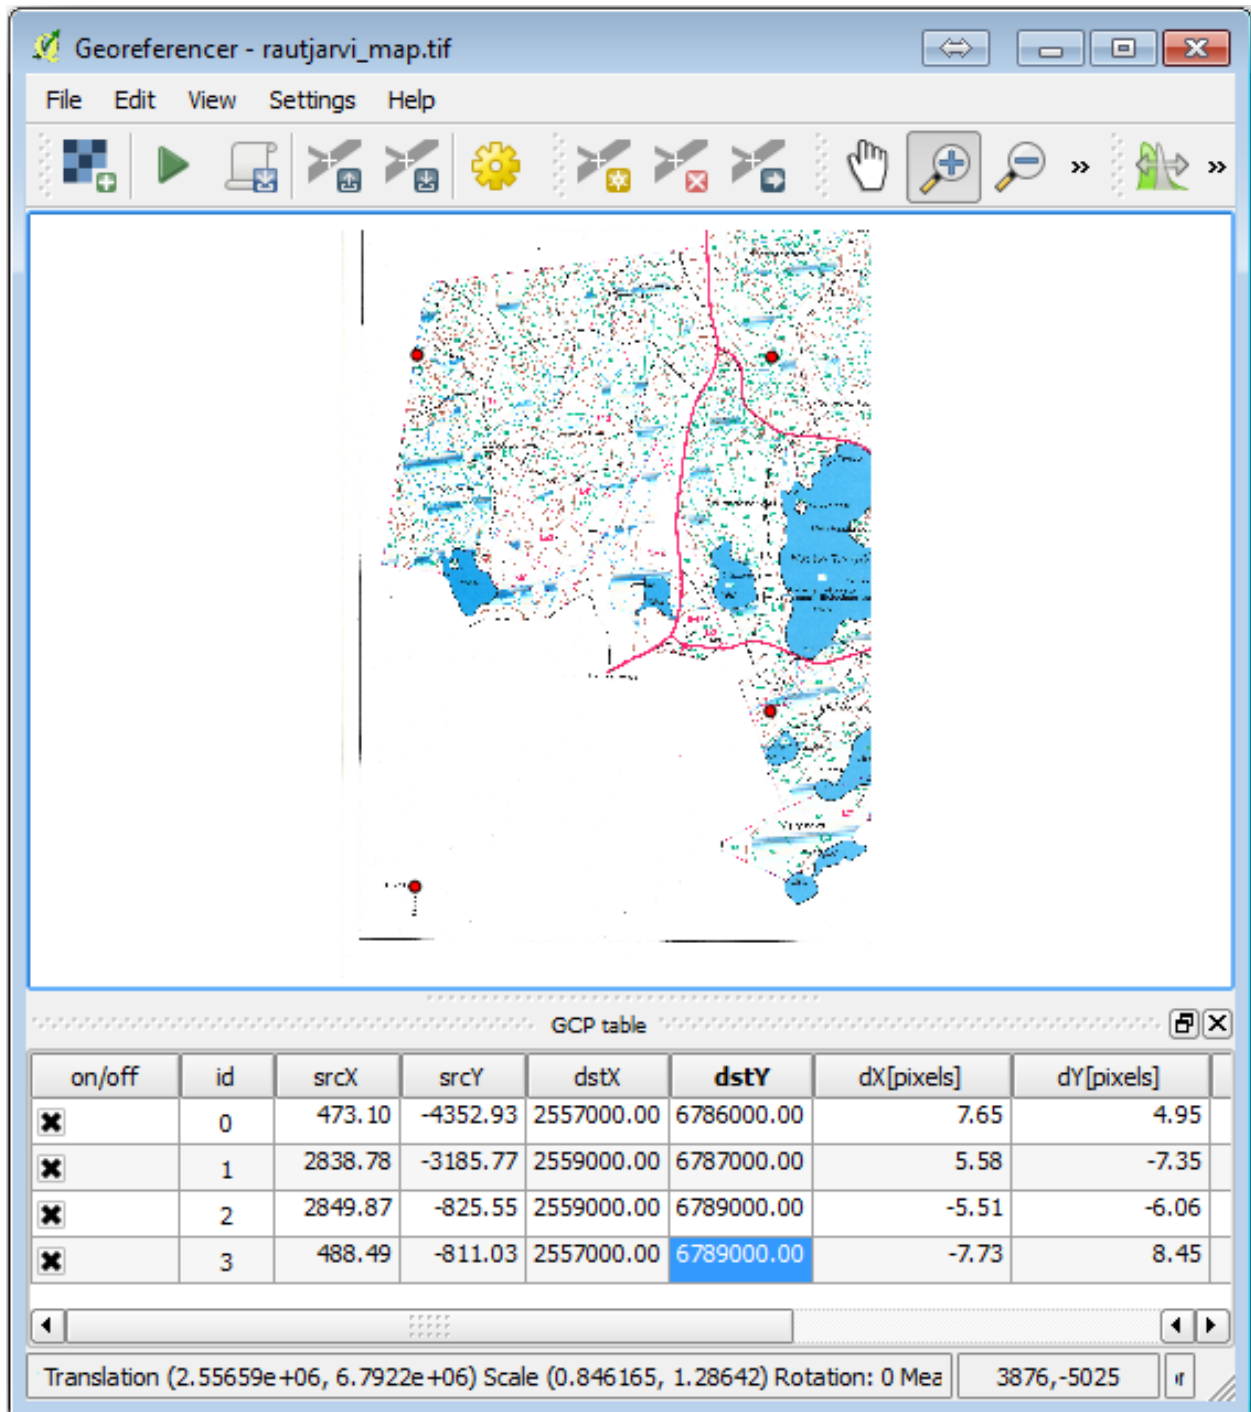 Georeferencer - rautjarvi_map.tif
File Edit View Settings Help
GCP table
on/off id srcX srcY dstX dstY dX[pixels] dY[pixels]
0 473.10 -4352.93 2557000.00 6786000.00 7.65 4.95
1 2838.78 -3185.77 2559000.00 6787000.00 5.58 -7.35
2 2849.87 -825.55 2559000.00 6789000.00 -5.51 -6.06
3 488.49 -811.03 2557000.00 6789000.00 -7.73 8.45
Translation (2.55659e+06, 6.7922e+06) Scale (0.846165, 1.28642) Rotation: 0 Mea 3876,-5025